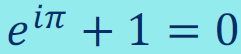 e^{iπ} + 1 = 0